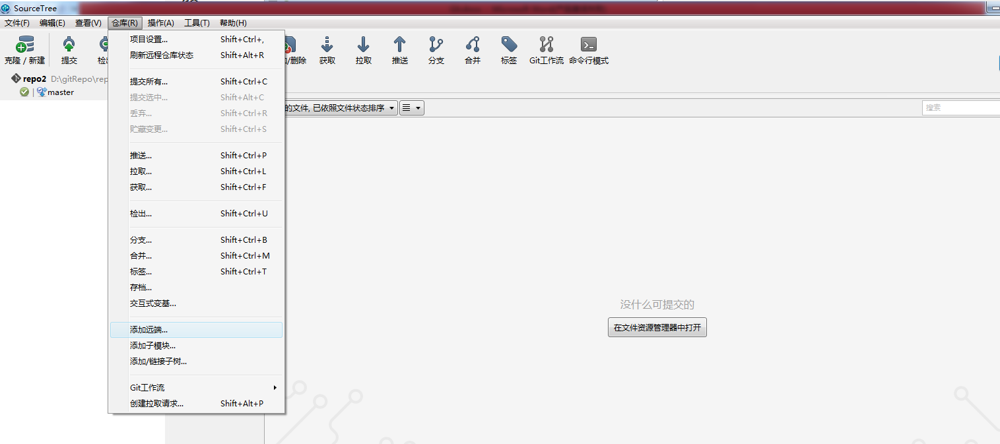 SourceTree
文件(F) 编辑(E) 查看(V) 仓库(R) 操作(A) 工具(T) 帮助(H)
克隆 / 新建 提交 /删除 获取 拉取 推送 分支 合并 标签 Git工作流 命令行模式
repo2 D:\gitRepo\rep
master
的文件, 已依照文件状态排序
搜索
项目设置... Shift+Ctrl+,
刷新远程仓库状态 Shift+Alt+R
提交所有... Shift+Ctrl+C
提交选中... Shift+Alt+C
丢弃... Shift+Ctrl+R
贮藏变更... Shift+Ctrl+S
推送... Shift+Ctrl+P
拉取... Shift+Ctrl+L
获取... Shift+Ctrl+F
检出... Shift+Ctrl+U
分支... Shift+Ctrl+B
合并... Shift+Ctrl+M
标签... Shift+Ctrl+T
存档...
交互式变基...
添加远端...
添加子模块...
添加/链接子树...
Git工作流
创建拉取请求... Shift+Alt+P
没什么可提交的
在文件资源管理器中打开